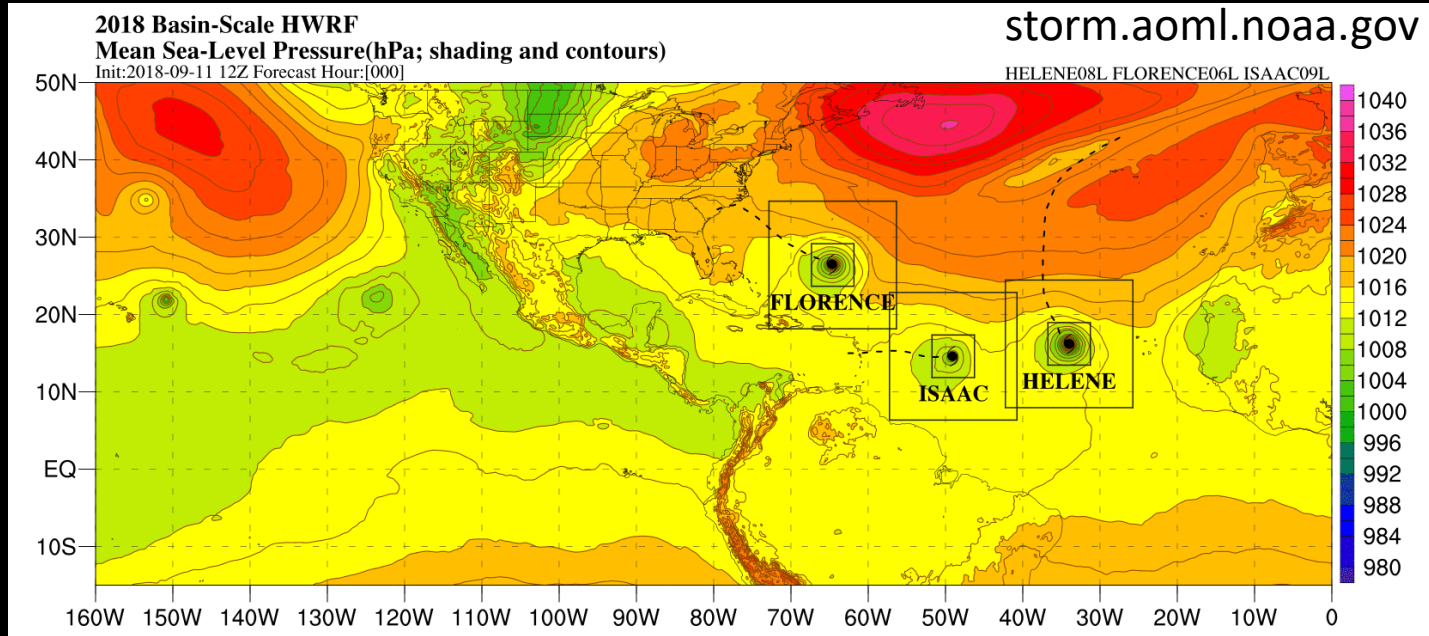 storm.aoml.noaa.gov
2018 Basin-Scale HWRF
Mean Sea-Level Pressure(hPa; shading and contours)
Init:2018-09-11 12Z Forecast Hour:[000]
HELENE08L FLORENCE06L ISAAC09L
50N
40N
30N
20N
10N
EQ
10S
FLORENCE
ISAAC
HELENE
1040
1036
1032
1028
1024
1020
1016
1012
1008
1004
1000
996
992
988
984
980
160W 150W 140W 130W 120W 110W 100W 90W 80W 70W 60W 50W 40W 30W 20W 10W 0